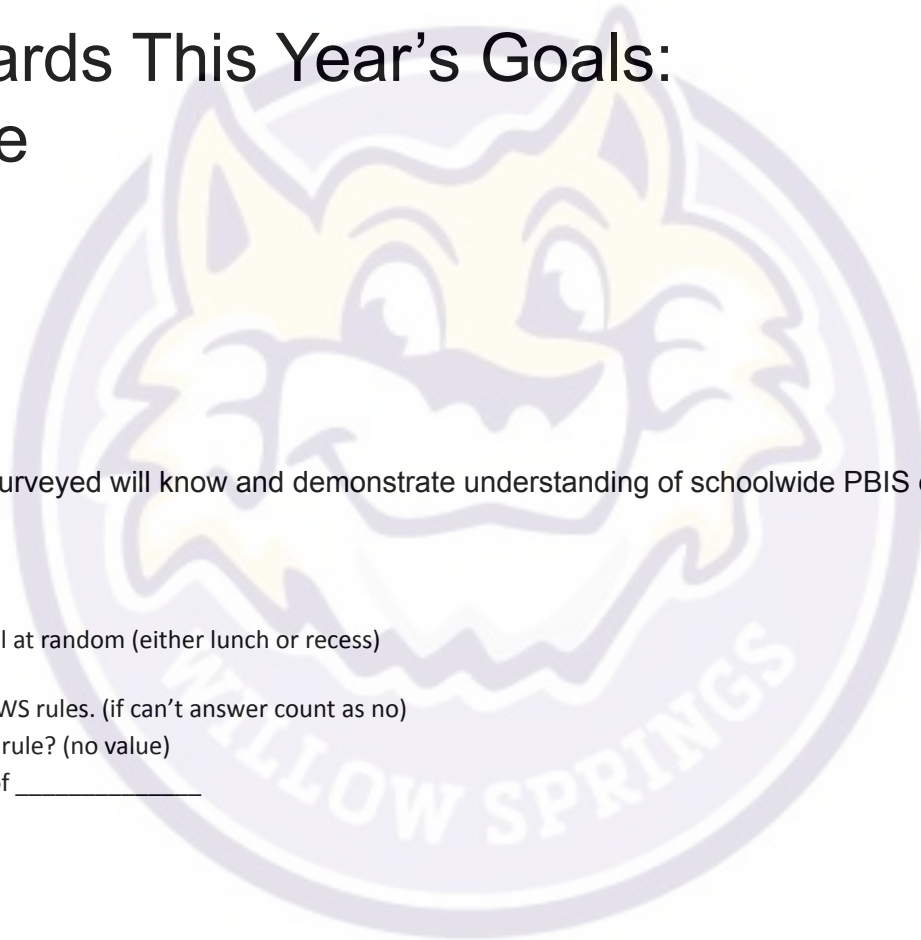 ards This Year’s Goals:
e
urveyed will know and demonstrate understanding of schoolwide PBIS
l at random (either lunch or recess)
WS rules. (if can’t answer count as no)
rule? (no value)
f ______________
WILLOW SPRINGS